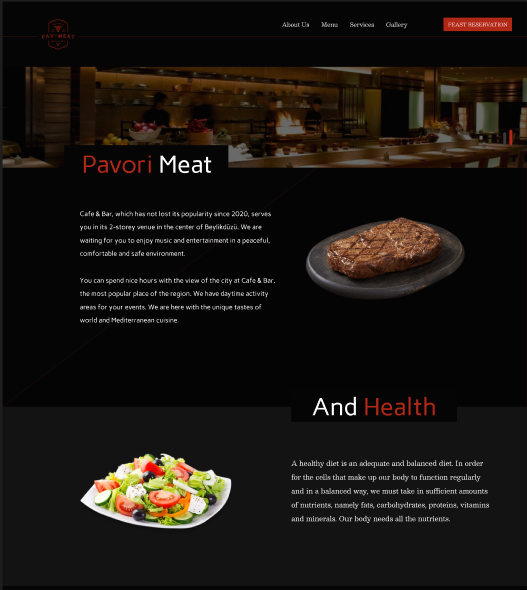 About Us Menu Services Gallery FEAST RESERVATION
Pavori Meat
Cafe & Bar, which has not lost its popularity since 2020, serves
you in its 2-storey venue in the center of Beylikdüzü. We are
waiting for you to enjoy music and entertainment in a peaceful,
comfortable and safe environment.
You can spend nice hours with the view of the city at Cafe & Bar,
the most popular place of the region. We have daytime activity
areas for your events. We are here with the unique tastes of
world and Mediterranean cuisine.
And Health
A healthy diet is an adequate and balanced diet. In order
for the cells that make up our body to function regularly
and in a balanced way, we must take in sufficient amounts
of nutrients, namely fats, carbohydrates, proteins, vitamins
and minerals. Our body needs all the nutrients.